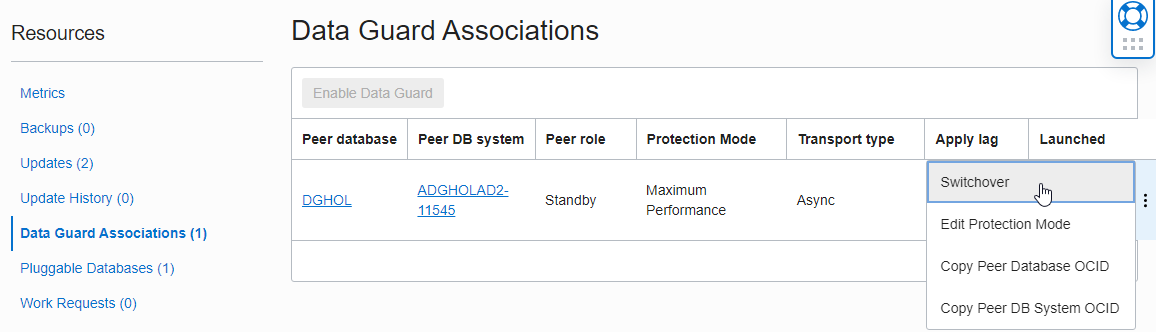 Resources
Metrics
Backups (0)
Updates (2)
Update History (0)
Data Guard Associations (1)
Pluggable Databases (1)
Work Requests (0)
Data Guard Associations
Enable Data Guard
Peer database Peer DB system Peer role Protection Mode Transport type Apply lag Launched
DGHOL ADGHOLAD2-
11545 Standby Maximum
Performance Async
Switchover
Edit Protection Mode
Copy Peer Database OCID
Copy Peer DB System OCID